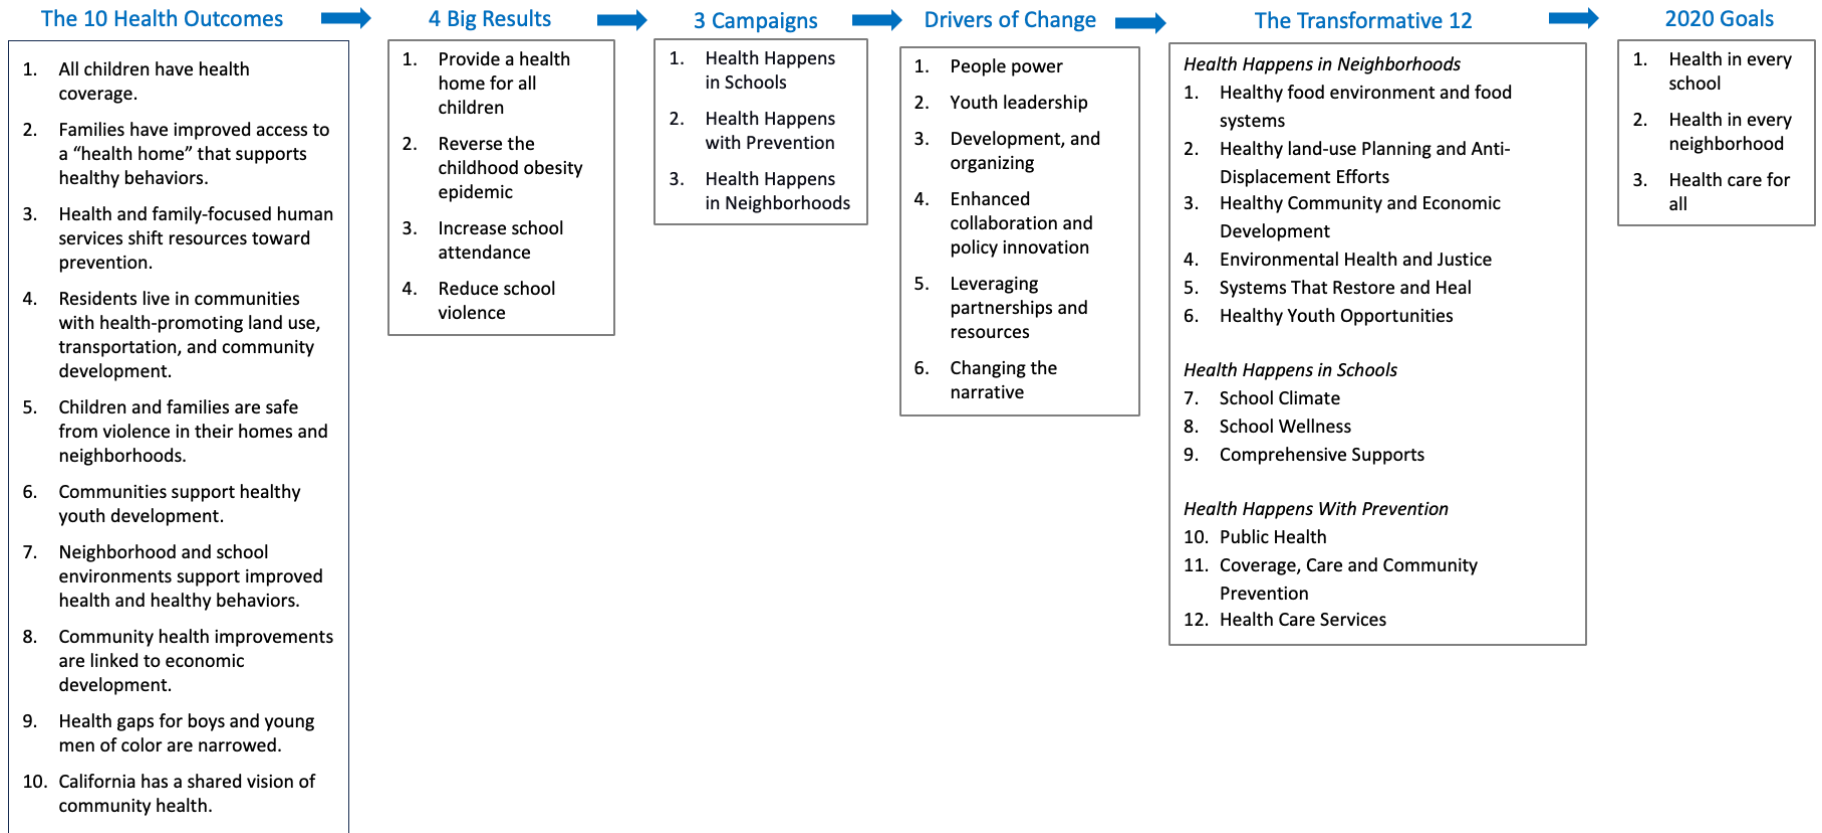 The 10 Health Outcomes
1. All children have health
coverage.
2. Families have improved access to
a “health home” that supports
healthy behaviors.
3. Health and family-focused human
services shift resources toward
prevention.
4. Residents live in communities
with health-promoting land use,
transportation, and community
development.
5. Children and families are safe
from violence in their homes and
neighborhoods.
6. Communities support healthy
youth development.
7. Neighborhood and school
environments support improved
health and healthy behaviors.
8. Community health improvements
are linked to economic
development.
9. Health gaps for boys and young
men of color are narrowed.
10. California has a shared vision of
community health.
4 Big Results
1. Provide a health
home for all
children
2. Reverse the
childhood obesity
epidemic
3. Increase school
attendance
4. Reduce school
violence
3 Campaigns
1. Health Happens
in Schools
2. Health Happens
with Prevention
3. Health Happens
in Neighborhoods
Drivers of Change
1. People power
2. Youth leadership
3. Development, and
organizing
4. Enhanced
collaboration and
policy innovation
5. Leveraging
partnerships and
resources
6. Changing the
narrative
The Transformative 12
Health Happens in Neighborhoods
1. Healthy food environment and food
systems
2. Healthy land-use Planning and Anti-
Displacement Efforts
3. Healthy Community and Economic
Development
4. Environmental Health and Justice
5. Systems That Restore and Heal
6. Healthy Youth Opportunities
Health Happens in Schools
7. School Climate
8. School Wellness
9. Comprehensive Supports
Health Happens With Prevention
10. Public Health
11. Coverage, Care and Community
Prevention
12. Health Care Services
2020 Goals
1. Health in every
school
2. Health in every
neighborhood
3. Health care for
all